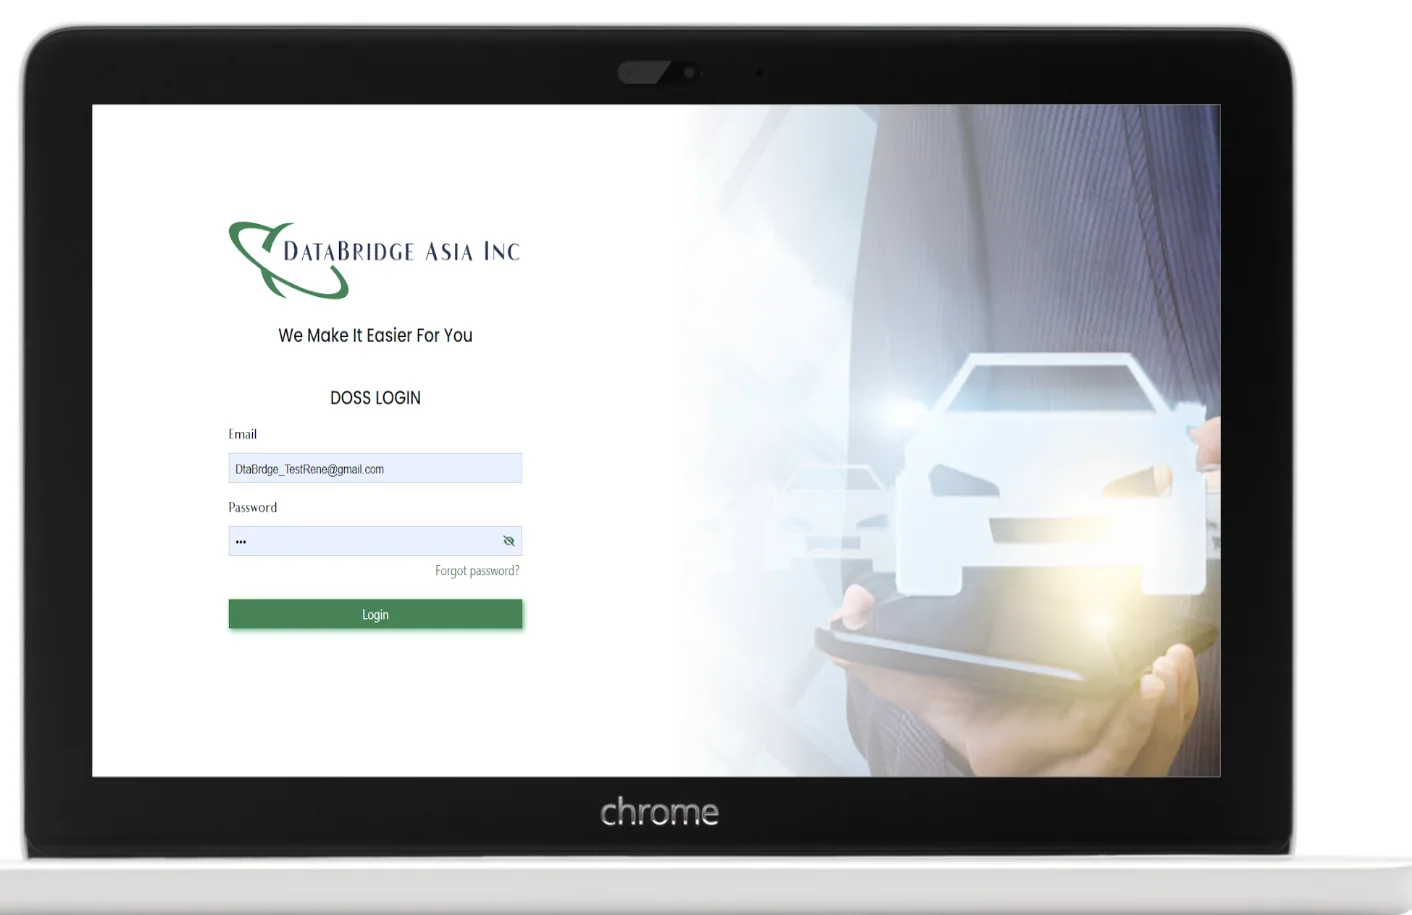 DataBridge Asia Inc
We Make It Easier For You
DOSS LOGIN
Email
DtaBrdge_TestRene@gmail.com
Password
•••
Forgot password?
Login
chrome